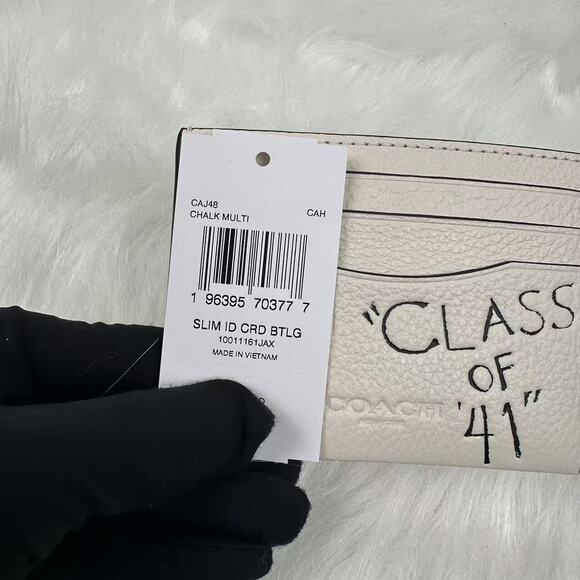 CAJ48
CHALK MULTI CAH
1 96395 70377 7
SLIM ID CRD BTLG
10011161JAX
MADE IN VIETNAM
"CLASS
OF
'41"
COACH